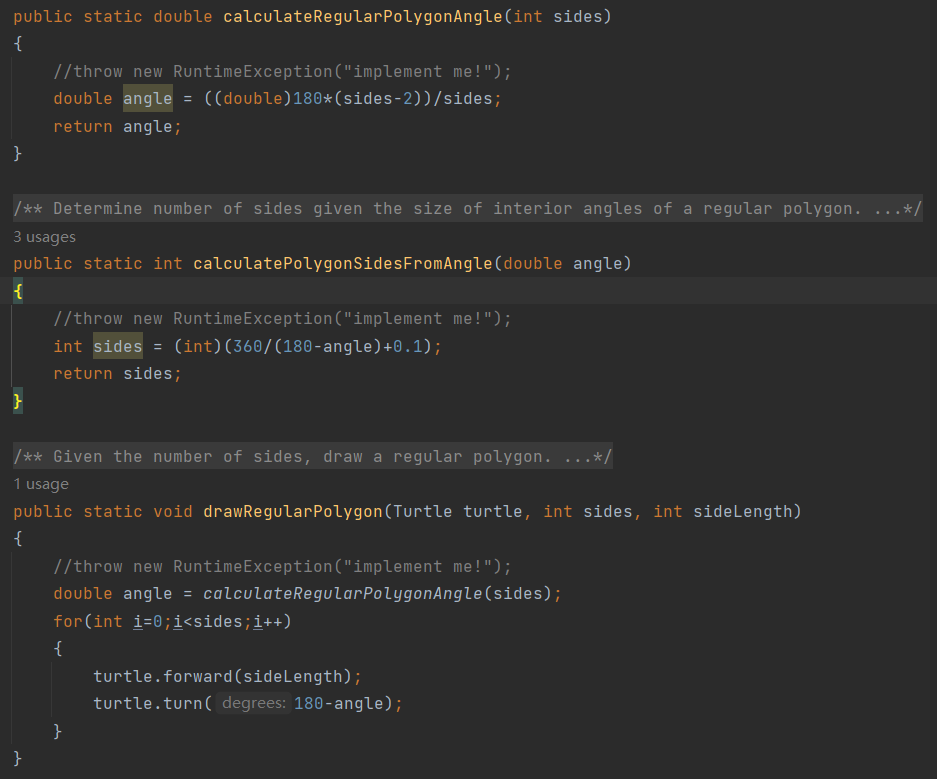 public static double calculateRegularPolygonAngle(int sides)
{
    //throw new RuntimeException("implement me!");
    double angle = ((double)180*(sides-2))/sides;
    return angle;
}
/** Determine number of sides given the size of interior angles of a regular polygon. ...*/
3 usages
public static int calculatePolygonSidesFromAngle(double angle)
{
    //throw new RuntimeException("implement me!");
    int sides = (int)(360/(180-angle)+0.1);
    return sides;
}
/** Given the number of sides, draw a regular polygon. ...*/
1 usage
public static void drawRegularPolygon(Turtle turtle, int sides, int sideLength)
{
    //throw new RuntimeException("implement me!");
    double angle = calculateRegularPolygonAngle(sides);
    for(int i=0;i<sides;i++)
    {
        turtle.forward(sideLength);
        turtle.turn( degrees: 180-angle);
    }
}